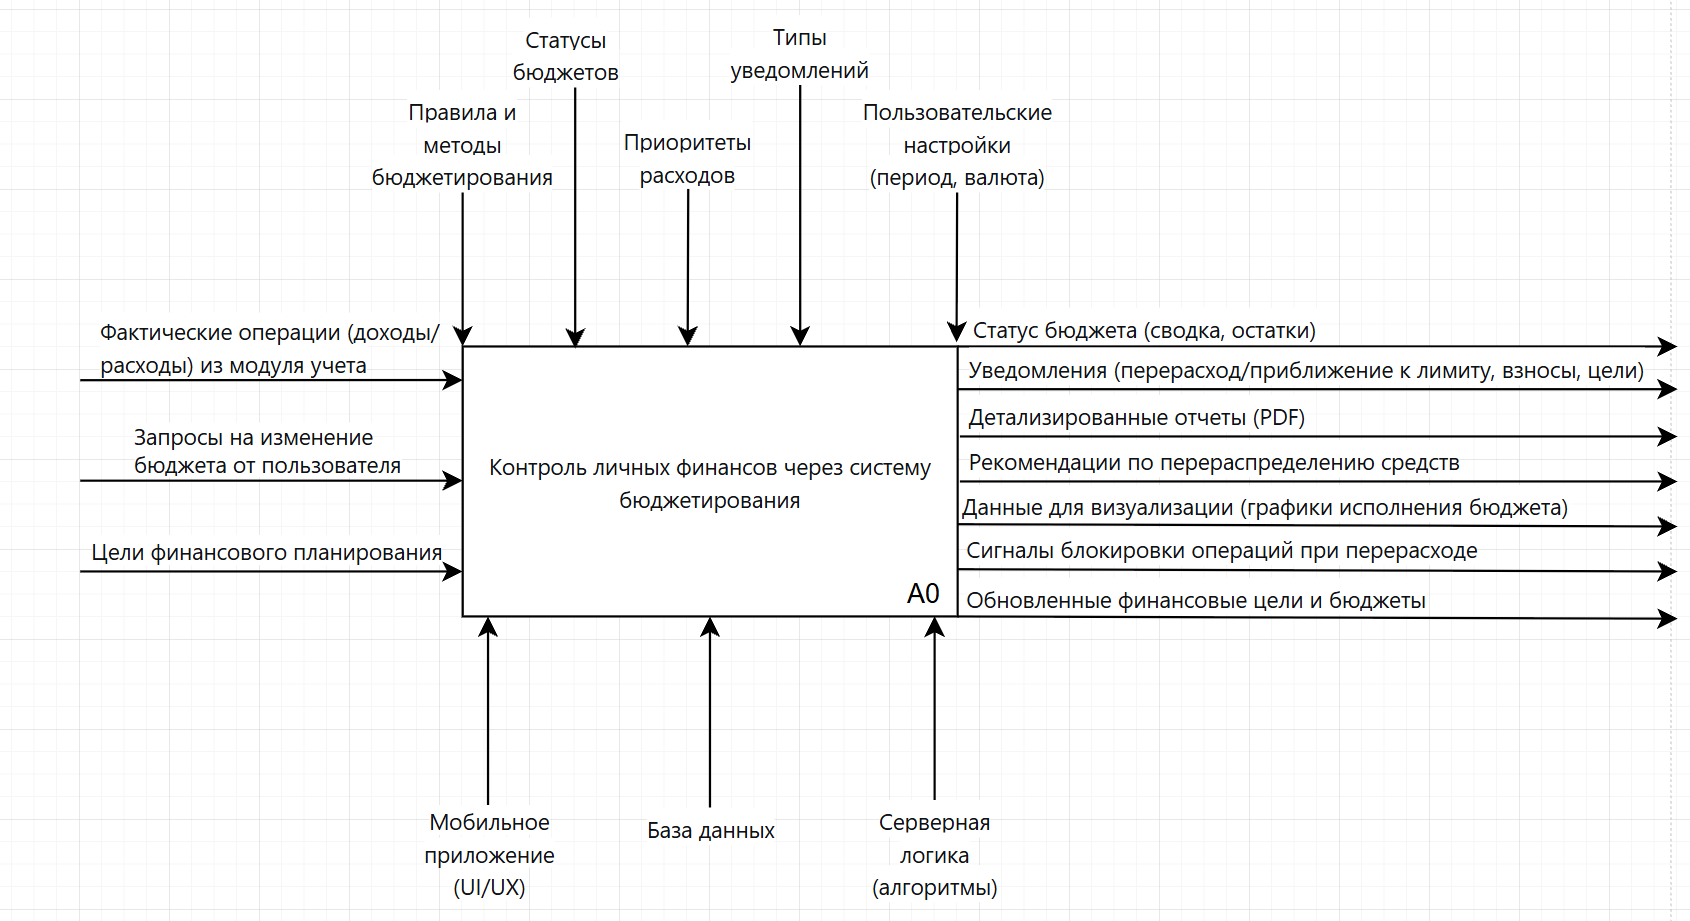 Статусы
бюджетов
Типы
уведомлений
Правила и
методы
бюджетирования
Приоритеты
расходов
Пользовательские
настройки
(период, валюта)
Фактические операции (доходы/
расходы) из модуля учета
Запросы на изменение
бюджета от пользователя
Цели финансового планирования
Контроль личных финансов через систему
бюджетирования
A0
Статус бюджета (сводка, остатки)
Уведомления (перерасход/приближение к лимиту, взносы, цели)
Детализированные отчеты (PDF)
Рекомендации по перераспределению средств
Данные для визуализации (графики исполнения бюджета)
Сигналы блокировки операций при перерасходе
Обновленные финансовые цели и бюджеты
Мобильное
приложение
(UI/UX)
База данных
Серверная
логика
(алгоритмы)